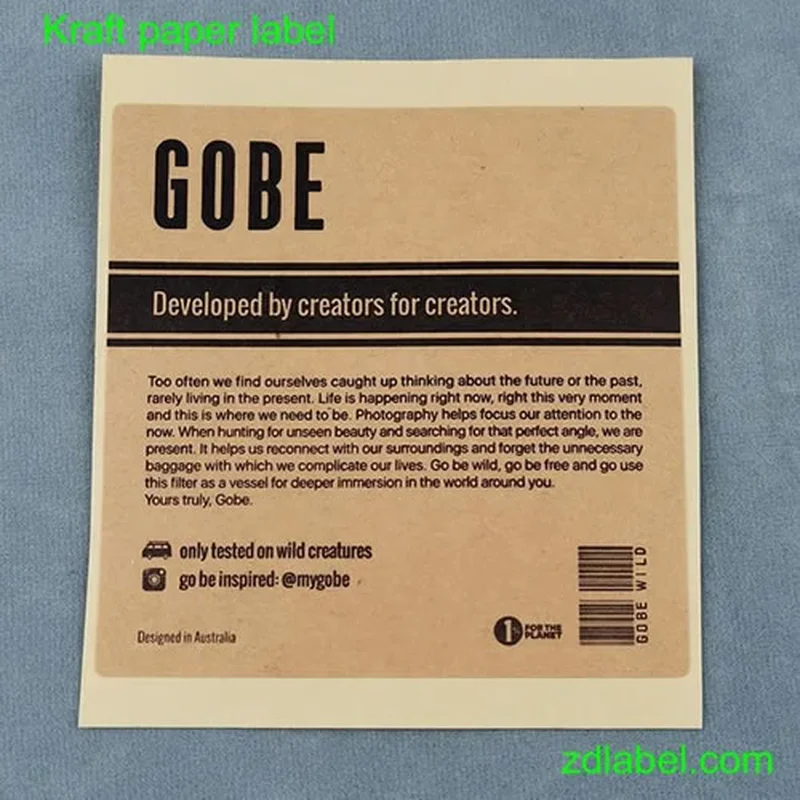 Kraft paper label
GOBE
Developed by creators for creators.
Too often we find ourselves caught up thinking about the future or the past,
rarely living in the present. Life is happening right now, right this very moment
and this is where we need to be. Photography helps focus our attention to the
now. When hunting for unseen beauty and searching for that perfect angle, we are
present. It helps us reconnect with our surroundings and forget the unnecessary
baggage with which we complicate our lives. Go be wild, go be free and go use
this filter as a vessel for deeper immersion in the world around you.
Yours truly, Gobe.
only tested on wild creatures
go be inspired: @mygobe
Designed in Australia
1% FOR THE
PLANET
GOBE WILD
zdlabel.com